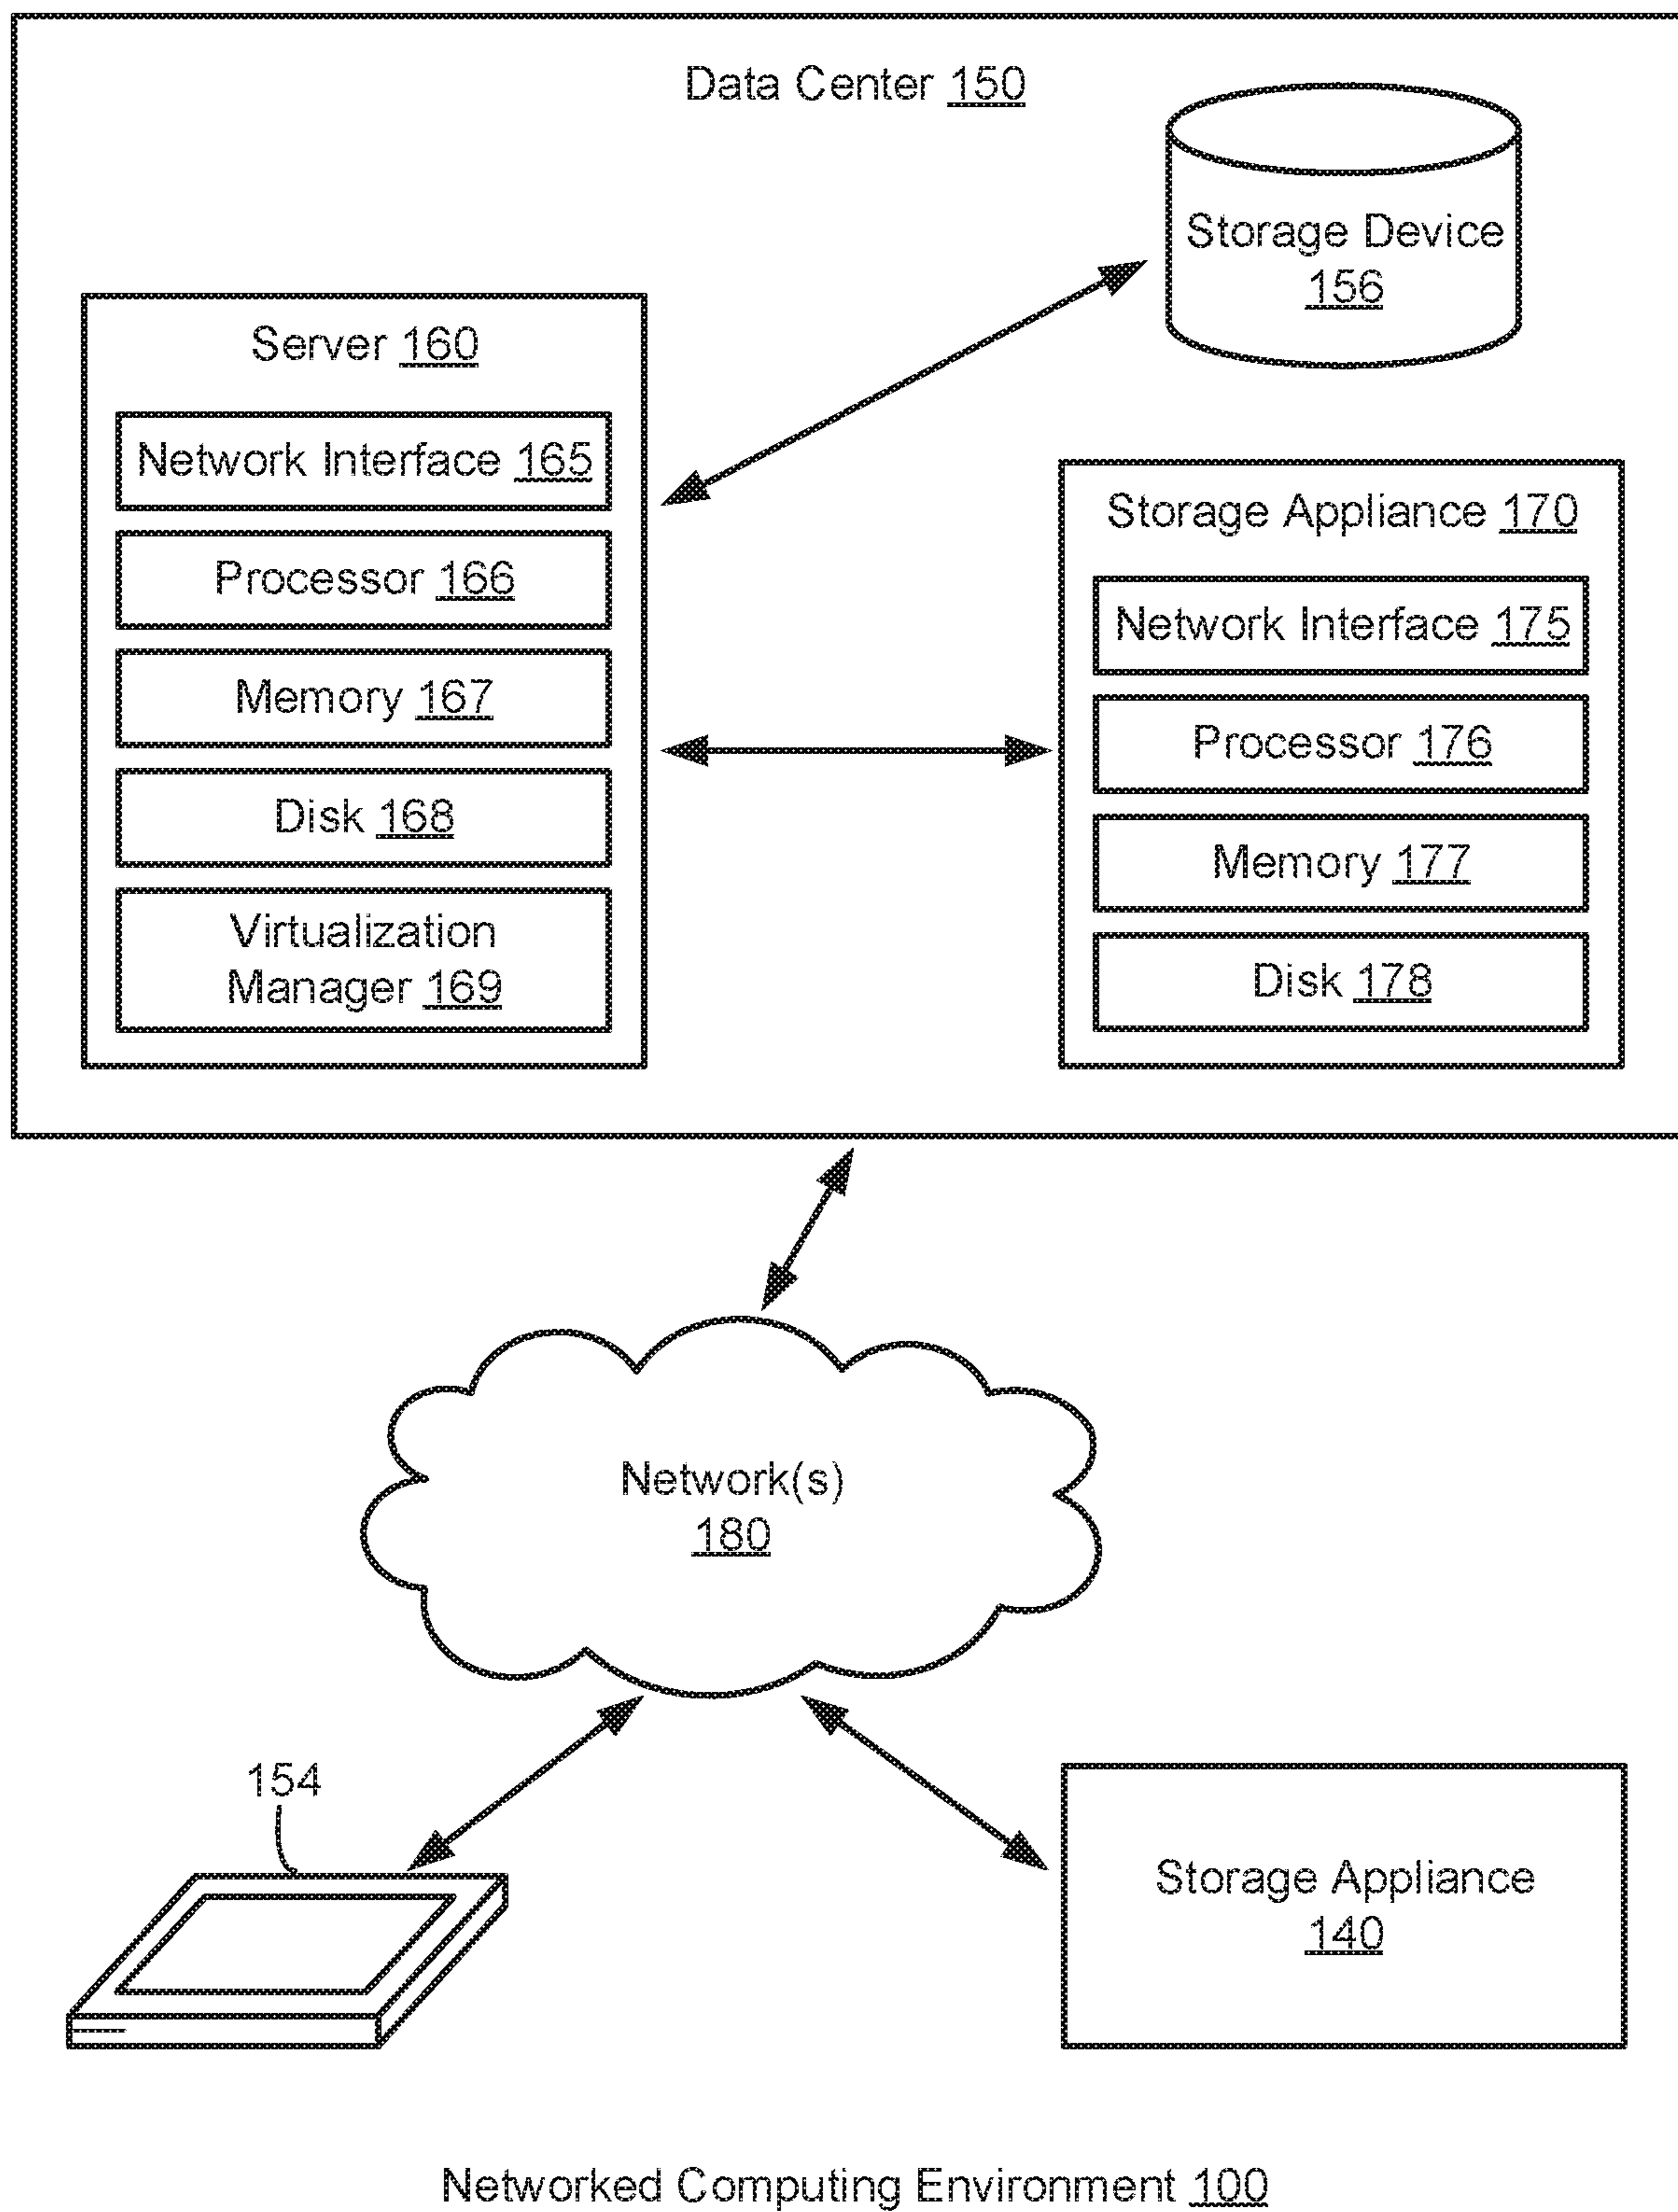 Data Center 150
Storage Device
156
Server 160
Network Interface 165
Processor 166
Memory 167
Disk 168
Virtualization
Manager 169
Storage Appliance 170
Network Interface 175
Processor 176
Memory 177
Disk 178
Network(s)
180
154
Storage Appliance
140
Networked Computing Environment 100